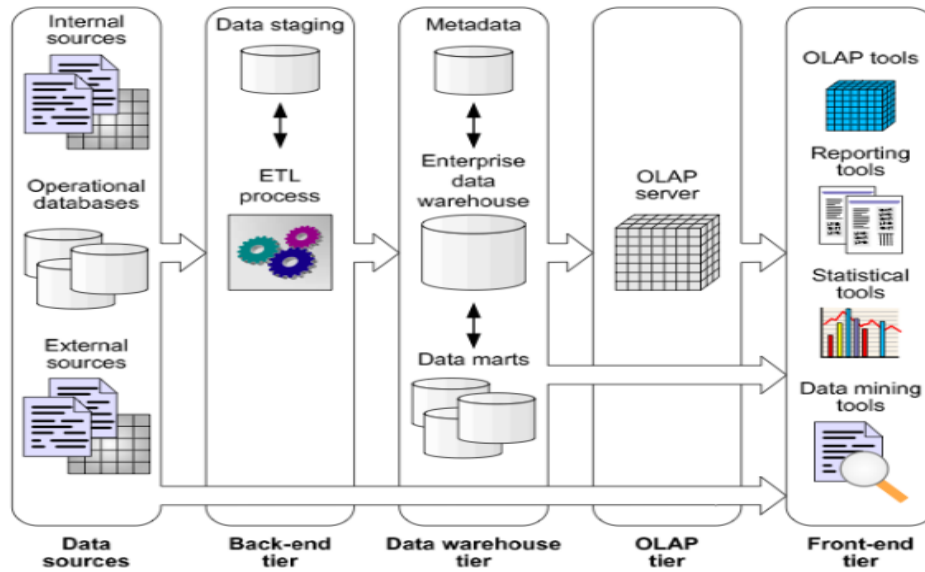 Internal
sources
Operational
databases
External
sources
Data
sources
Data staging
ETL
process
Back-end
tier
Metadata
Enterprise
data
warehouse
Data marts
Data warehouse
tier
OLAP
server
OLAP
tier
OLAP tools
Reporting
tools
Statistical
tools
Data mining
tools
Front-end
tier